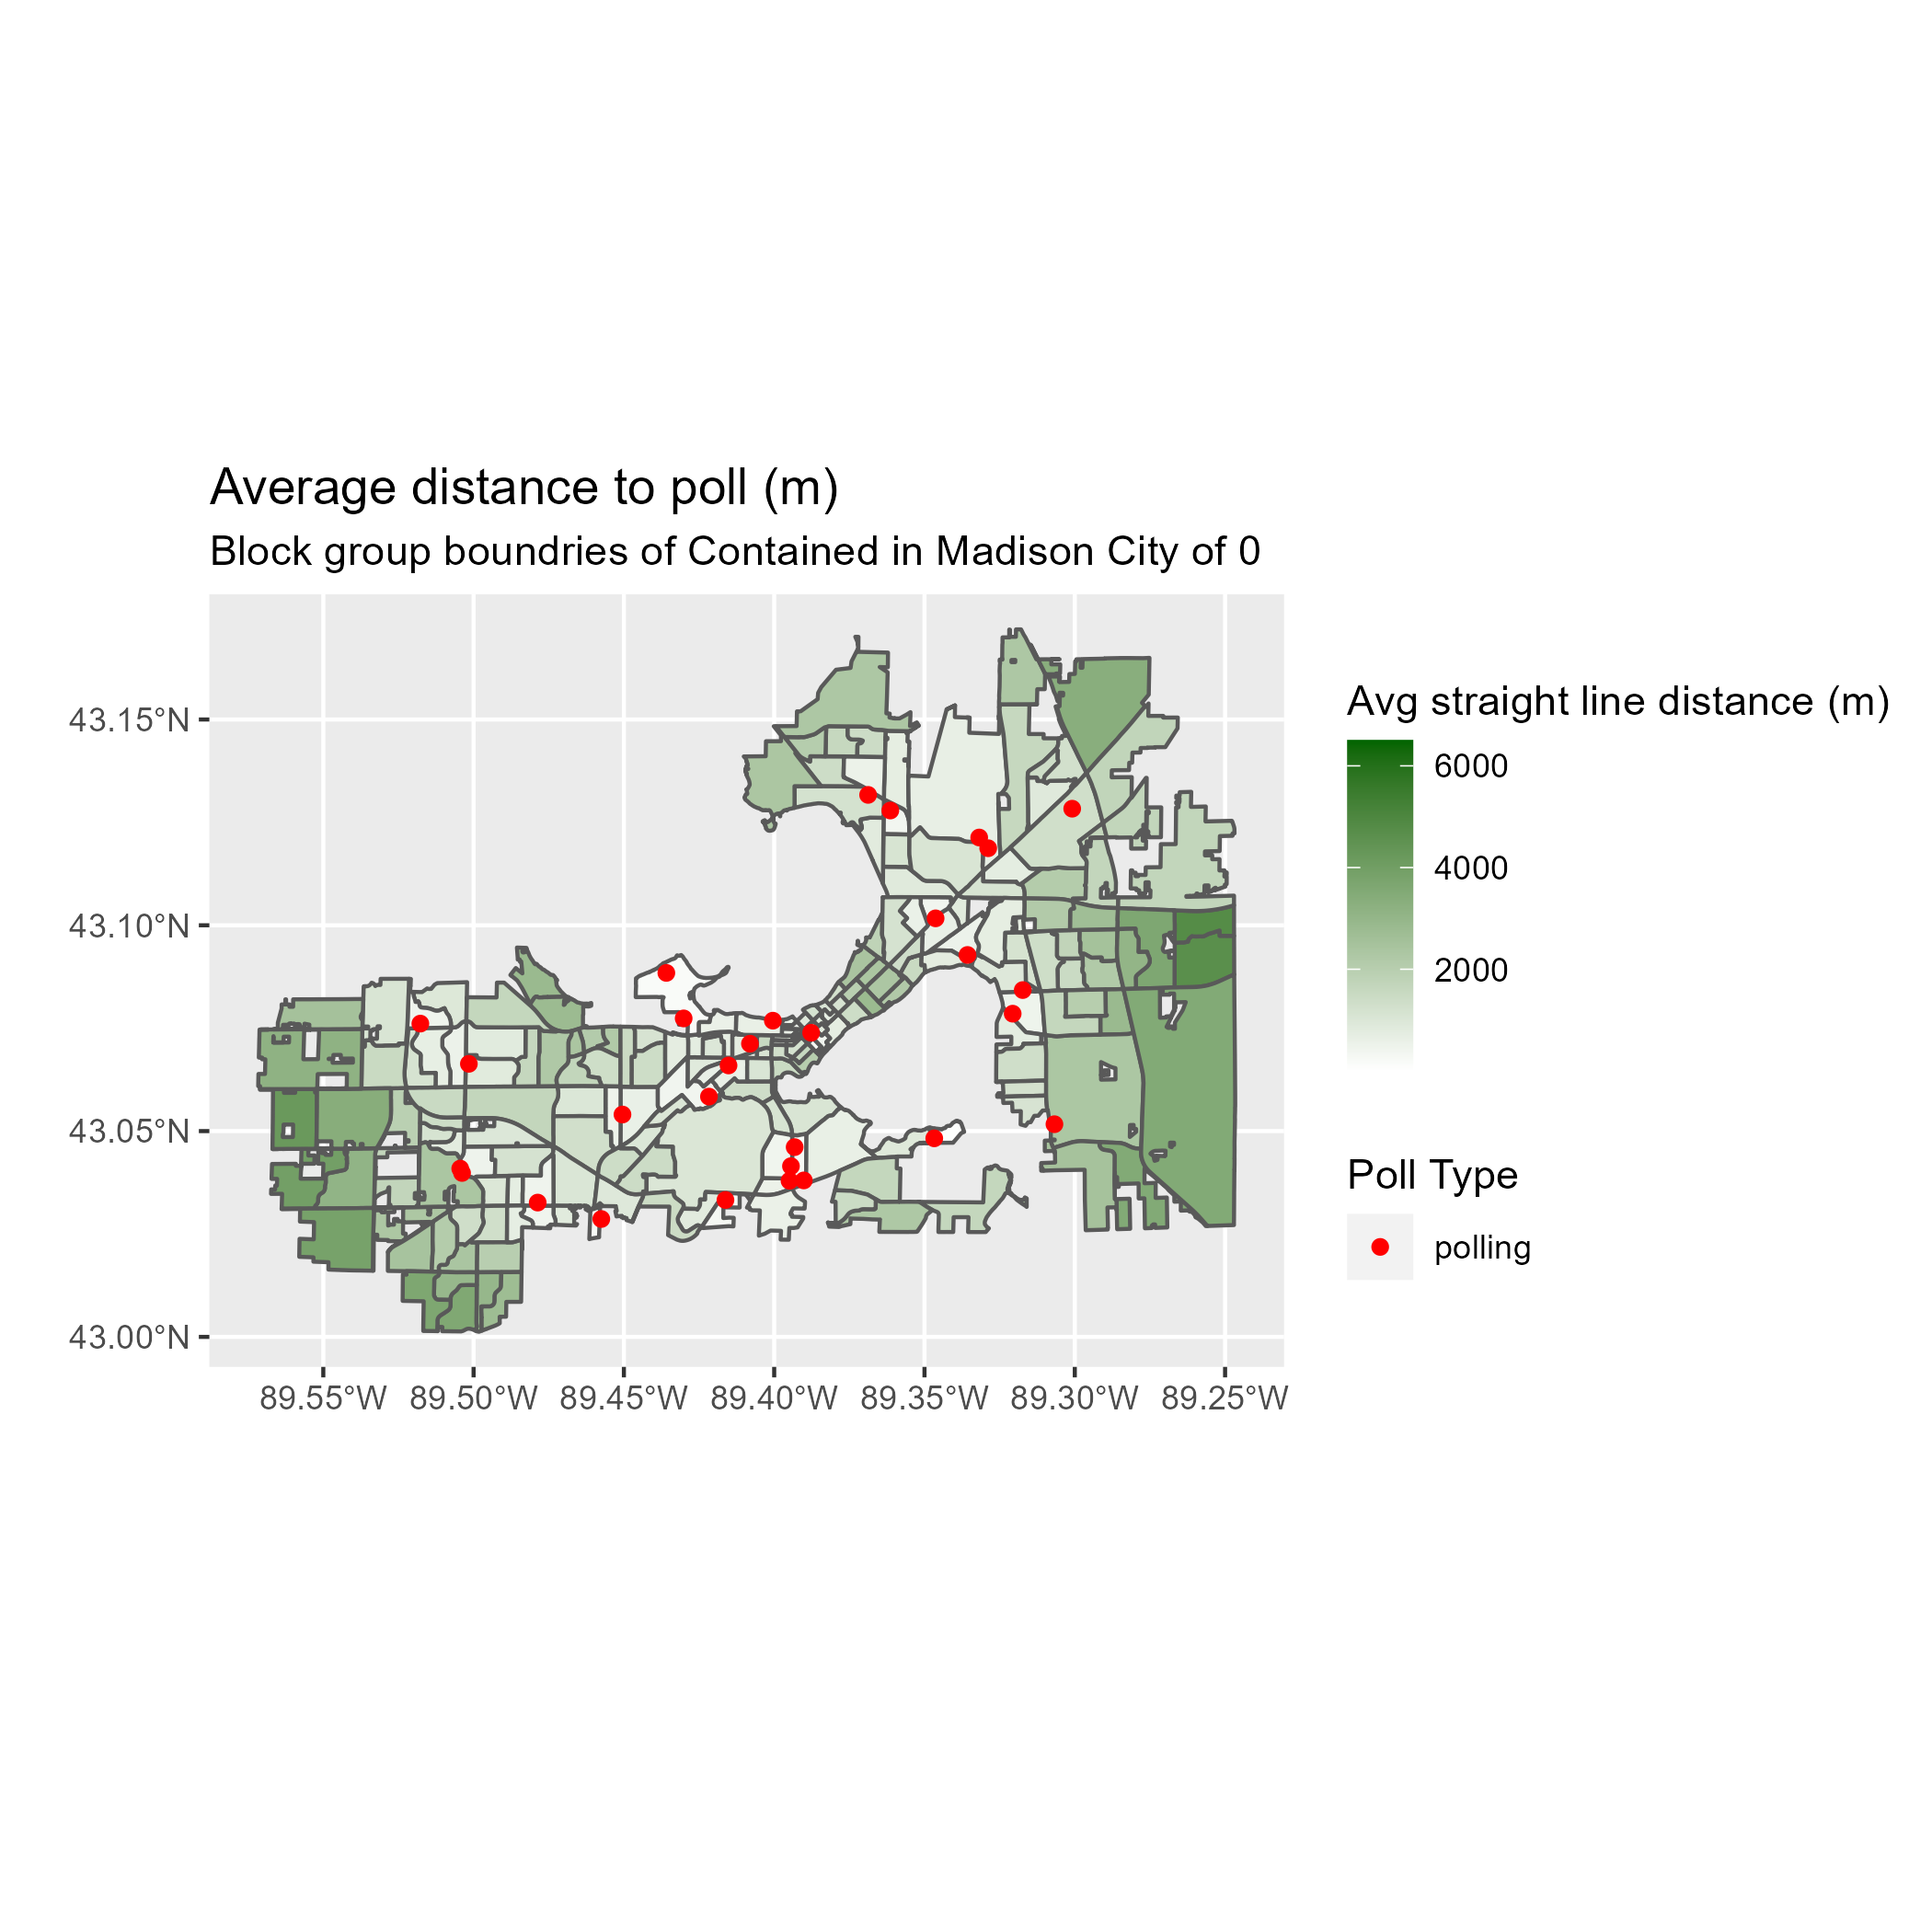 Average distance to poll (m)
Block group boundries of Contained in Madison City of 0
43.15°N
43.10°N
43.05°N
43.00°N
89.55°W 89.50°W 89.45°W 89.40°W 89.35°W 89.30°W 89.25°W
Avg straight line distance (m)
6000
4000
2000
Poll Type
polling